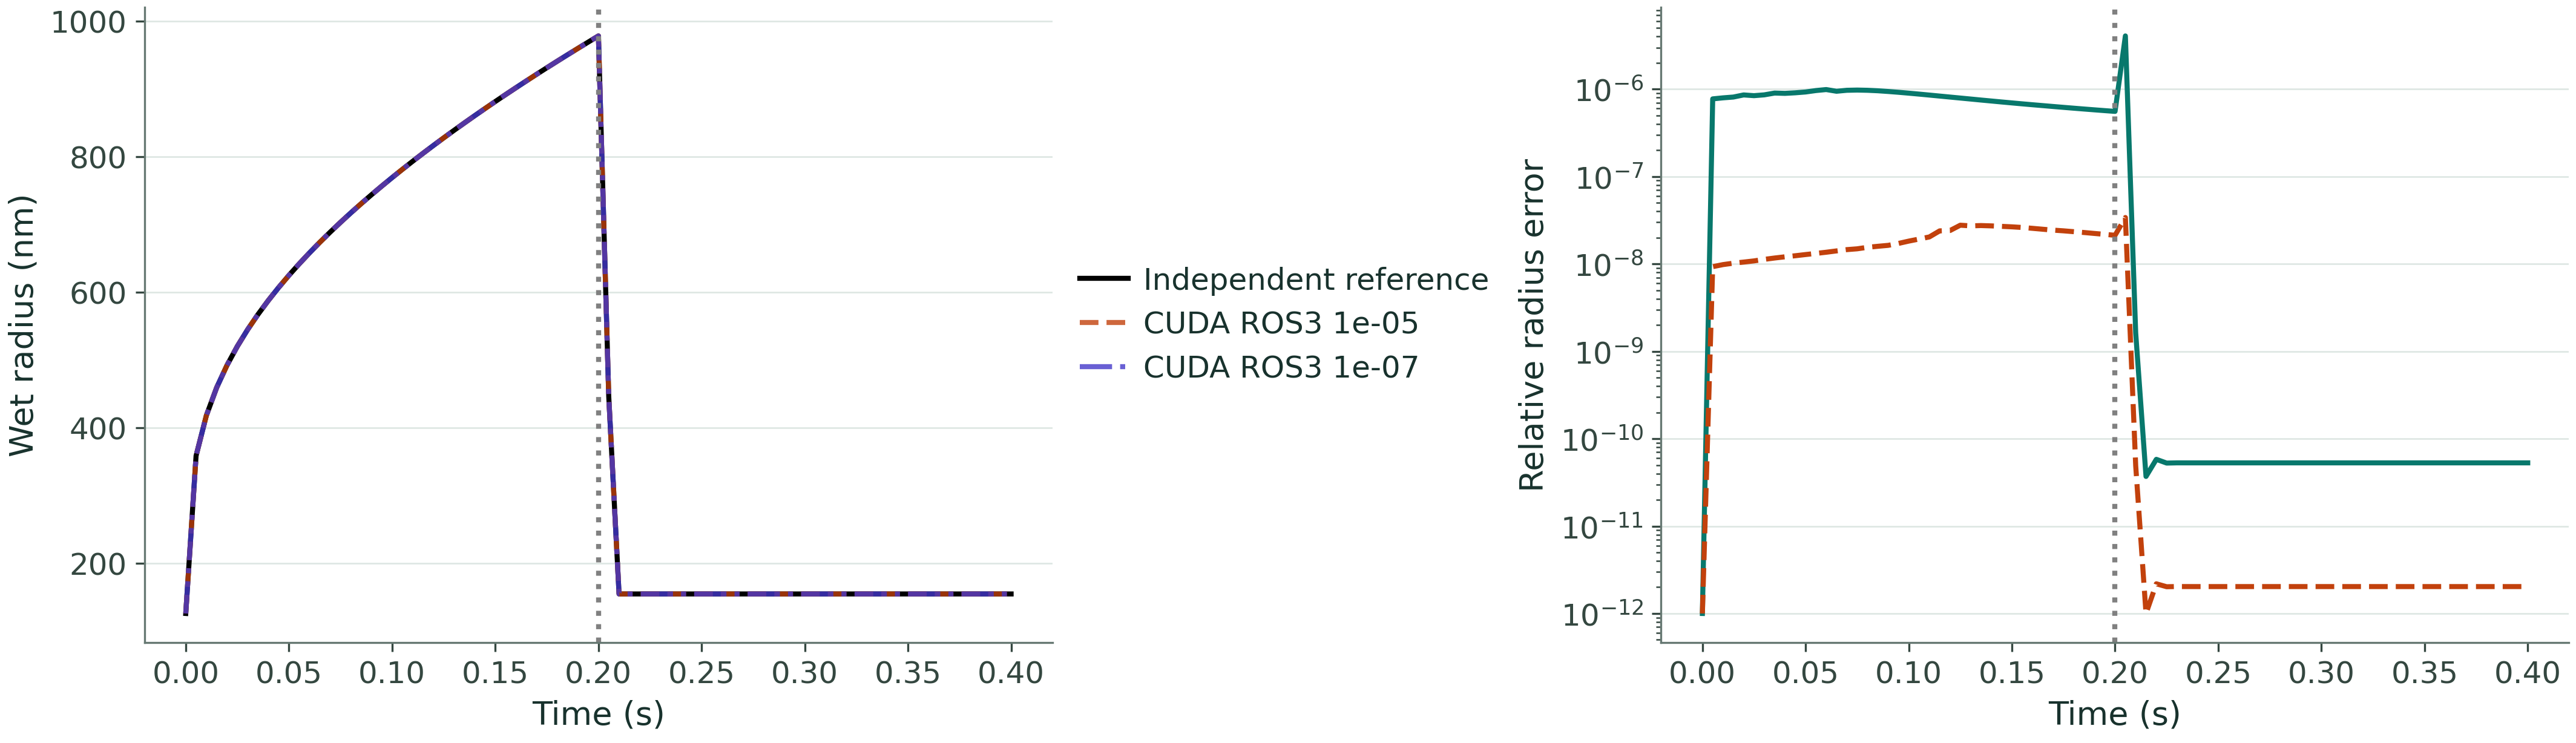 1000
800
600
400
200
Wet radius (nm)
0.00 0.05 0.10 0.15 0.20 0.25 0.30 0.35 0.40
Time (s)
Independent reference
CUDA ROS3 1e-05
CUDA ROS3 1e-07
10⁻⁶
10⁻⁷
10⁻⁸
10⁻⁹
10⁻¹⁰
10⁻¹¹
10⁻¹²
Relative radius error
0.00 0.05 0.10 0.15 0.20 0.25 0.30 0.35 0.40
Time (s)